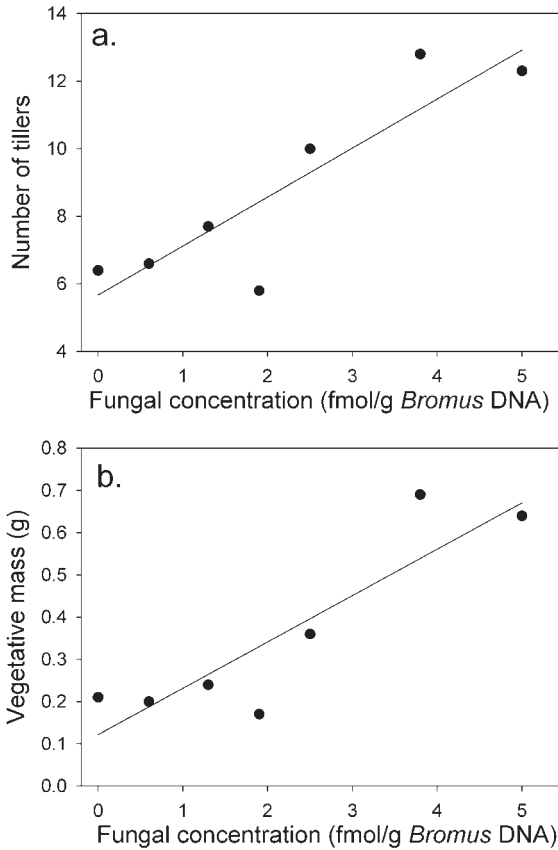 a.
14
12
10
8
6
4
Number of tillers
0 1 2 3 4 5
Fungal concentration (fmol/g Bromus DNA)
b.
0.8
0.7
0.6
0.5
0.4
0.3
0.2
0.1
0.0
Vegetative mass (g)
0 1 2 3 4 5
Fungal concentration (fmol/g Bromus DNA)